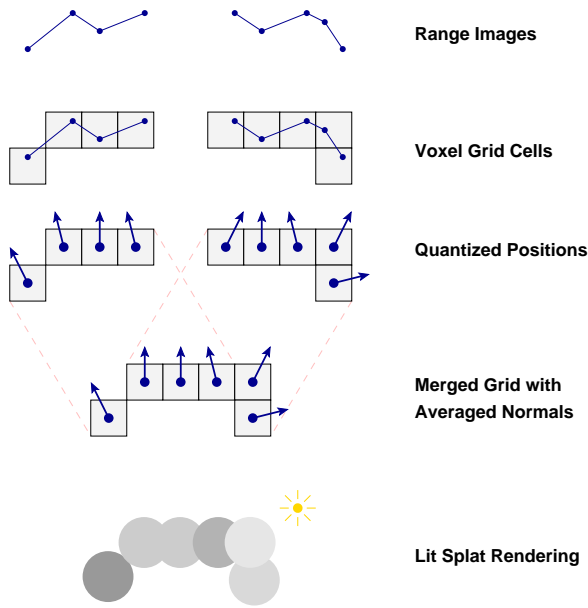 Range Images
Voxel Grid Cells
Quantized Positions
Merged Grid with
Averaged Normals
Lit Splat Rendering